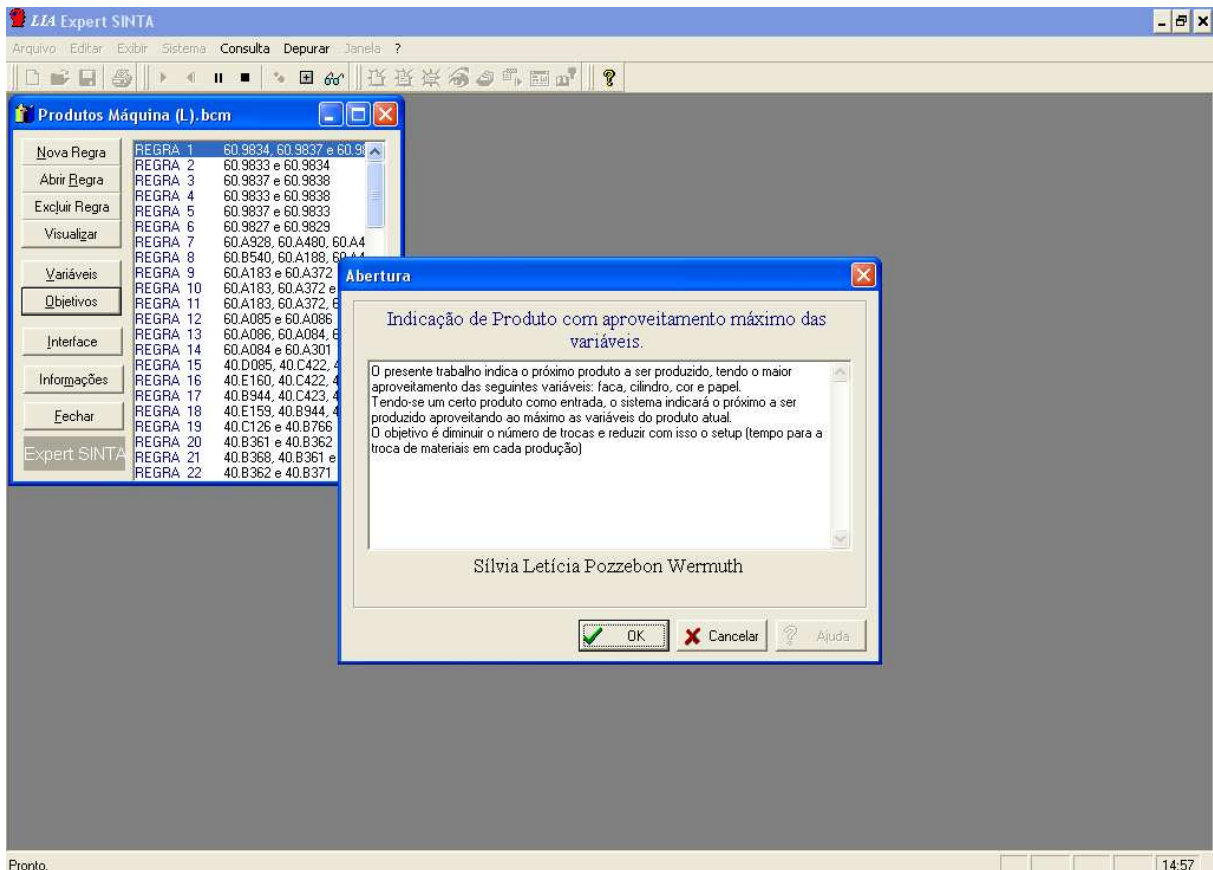 LIA Expert SINTA
Arquivo Editar Exibir Sistema Consulta Depurar Janela ?
Produtos Máquina (L).bcm
Nova Regra
Abrir Regra
Excluir Regra
Visualizar
Variáveis
Objetivos
Interface
Informações
Fechar
Expert SINTA
REGRA 1 60.9834, 60.9837 e 60.98
REGRA 2 60.9833 e 60.9834
REGRA 3 60.9837 e 60.9838
REGRA 4 60.9833 e 60.9838
REGRA 5 60.9837 e 60.9833
REGRA 6 60.9827 e 60.9829
REGRA 7 60.A928, 60.A480, 60.A4
REGRA 8 60.B540, 60.A188,
REGRA 9 60.A183 e 60.A372
REGRA 10 60.A183, 60.A372 e
REGRA 11 60.A183, 60.A372, 6
REGRA 12 60.A085 e 60.A086
REGRA 13 60.A086, 60.A084, 6
REGRA 14 60.A084 e 60.A301
REGRA 15 40.D085, 40.C422, 4
REGRA 16 40.E160, 40.C422, 4
REGRA 17 40.B944, 40.C423, 4
REGRA 18 40.E159, 40.B944, 4
REGRA 19 40.C126 e 40.B766
REGRA 20 40.B361 e 40.B362
REGRA 21 40.B368, 40.B361 e
REGRA 22 40.B362 e 40.B371
Abertura
Indicação de Produto com aproveitamento máximo das
variáveis.
O presente trabalho indica o próximo produto a ser produzido, tendo o maior
aproveitamento das seguintes variáveis: faca, cilindro, cor e papel.
Tendo-se um certo produto como entrada, o sistema indicará o próximo a ser
produzido aproveitando ao máximo as variáveis do produto atual.
O objetivo é diminuir o número de trocas e reduzir com isso o setup (tempo para a
troca de materiais em cada produção)
Sílvia Letícia Pozzebon Wermuth
OK
Cancelar
Ajuda
Pronto.
14:57